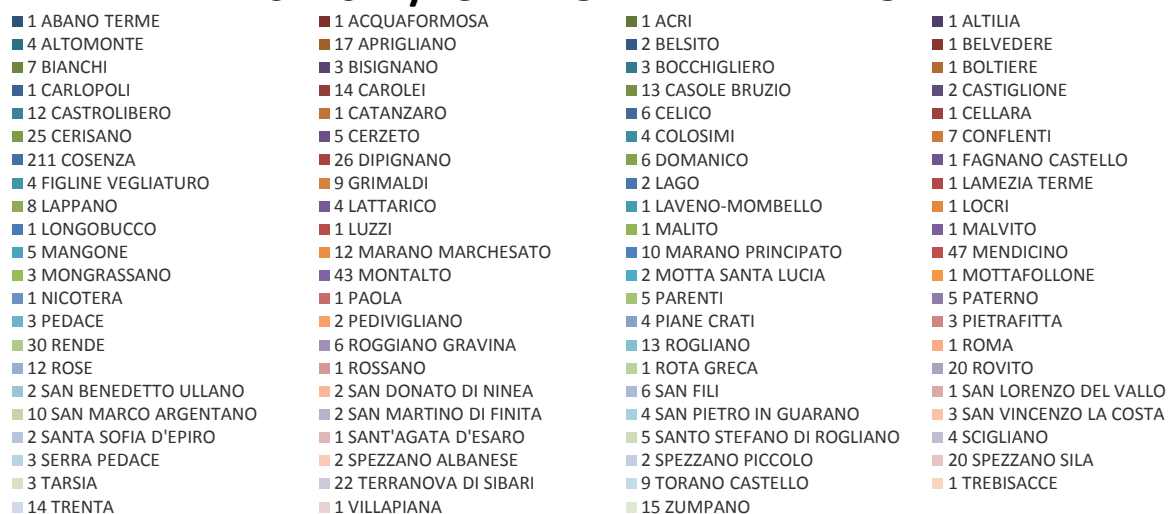 1 ABANO TERME 1 ACQUAFORMOSA 1 ACRI 1 ALTILIA
4 ALTOMONTE 17 APRIGLIANO 2 BELSITO 1 BELVEDERE
7 BIANCHI 3 BISIGNANO 3 BOCCHIGLIERO 1 BOLTIERE
1 CARLOPOLI 14 CAROLEI 13 CASOLE BRUZIO 2 CASTIGLIONE
12 CASTROLIBERO 1 CATANZARO 6 CELICO 1 CELLARA
25 CERISANO 5 CERZETO 4 COLOSIMI 7 CONFLENTI
211 COSENZA 26 DIPIGNANO 6 DOMANICO 1 FAGNANO CASTELLO
4 FIGLINE VEGLIATURO 9 GRIMALDI 2 LAGO 1 LAMEZIA TERME
8 LAPPANO 4 LATTARICO 1 LAVENO-MOMBELLO 1 LOCRI
1 LONGOBUCCO 1 LUZZI 1 MALITO 1 MALVITO
5 MANGONE 12 MARANO MARCHESATO 10 MARANO PRINCIPATO 47 MENDICINO
3 MONGRASSANO 43 MONTALTO 2 MOTTA SANTA LUCIA 1 MOTTAFOLLONE
1 NICOTERA 1 PAOLA 5 PARENTI 5 PATERNO
3 PEDACE 2 PEDIVIGLIANO 4 PIANE CRATI 3 PIETRAFITTA
30 RENDE 6 ROGGIANO GRAVINA 13 ROGLIANO 1 ROMA
12 ROSE 1 ROSSANO 1 ROTA GRECA 20 ROVITO
2 SAN BENEDETTO ULLANO 2 SAN DONATO DI NINEA 6 SAN FILI 1 SAN LORENZO DEL VALLO
10 SAN MARCO ARGENTANO 2 SAN MARTINO DI FINITA 4 SAN PIETRO IN GUARANO 3 SAN VINCENZO LA COSTA
2 SANTA SOFIA D'EPIRO 1 SANT'AGATA D'ESARO 5 SANTO STEFANO DI ROGLIANO 4 SCIGLIANO
3 SERRA PEDACE 2 SPEZZANO ALBANESE 2 SPEZZANO PICCOLO 20 SPEZZANO SILA
3 TARSIA 22 TERRANOVA DI SIBARI 9 TORANO CASTELLO 1 TREBISACCE
14 TRENTA 1 VILLAPIANA 15 ZUMPANO